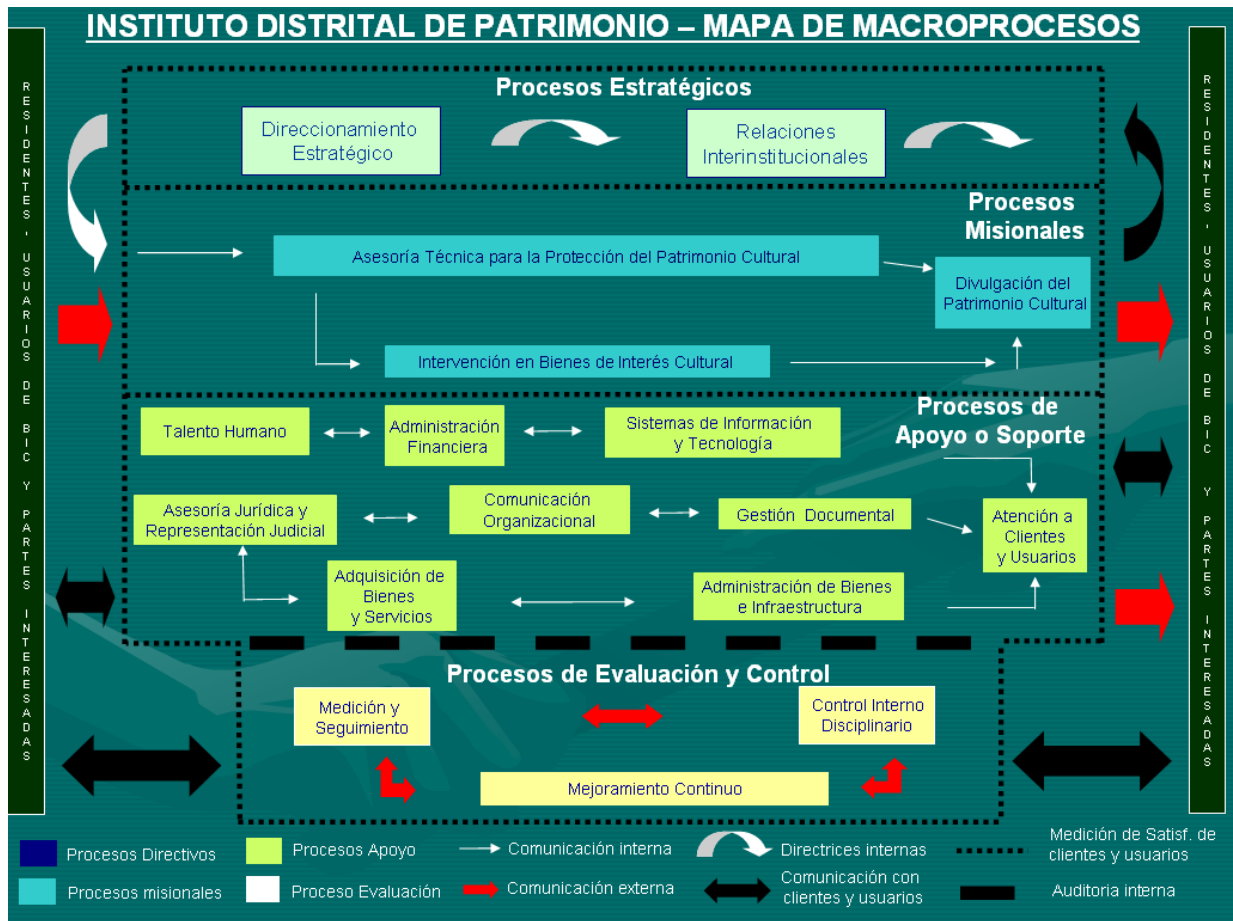 INSTITUTO DISTRITAL DE PATRIMONIO – MAPA DE MACROPROCESOS
RESIDENTES, USUARIOS DE BIC Y PARTES INTERESADAS
Procesos Estratégicos
Direccionamiento
Estratégico
Relaciones
Interinstitucionales
Procesos
Misionales
Asesoría Técnica para la Protección del Patrimonio Cultural
Divulgación del
Patrimonio Cultural
Intervención en Bienes de Interés Cultural
Procesos de
Apoyo o Soporte
Talento Humano
Administración
Financiera
Sistemas de Información
y Tecnología
Asesoría Jurídica y
Representación Judicial
Comunicación
Organizacional
Gestión Documental
Atención a
Clientes
y Usuarios
Adquisición de
Bienes
y Servicios
Administración de Bienes
e Infraestructura
Procesos de Evaluación y Control
Medición y
Seguimiento
Control Interno
Disciplinario
Mejoramiento Continuo
RESIDENTES, USUARIOS DE BIC Y PARTES INTERESADAS
Procesos Directivos
Procesos Apoyo
Comunicación interna
Directrices internas
Medición de Satisf. de
clientes y usuarios
Procesos misionales
Proceso Evaluación
Comunicación externa
Comunicación con
clientes y usuarios
Auditoria interna